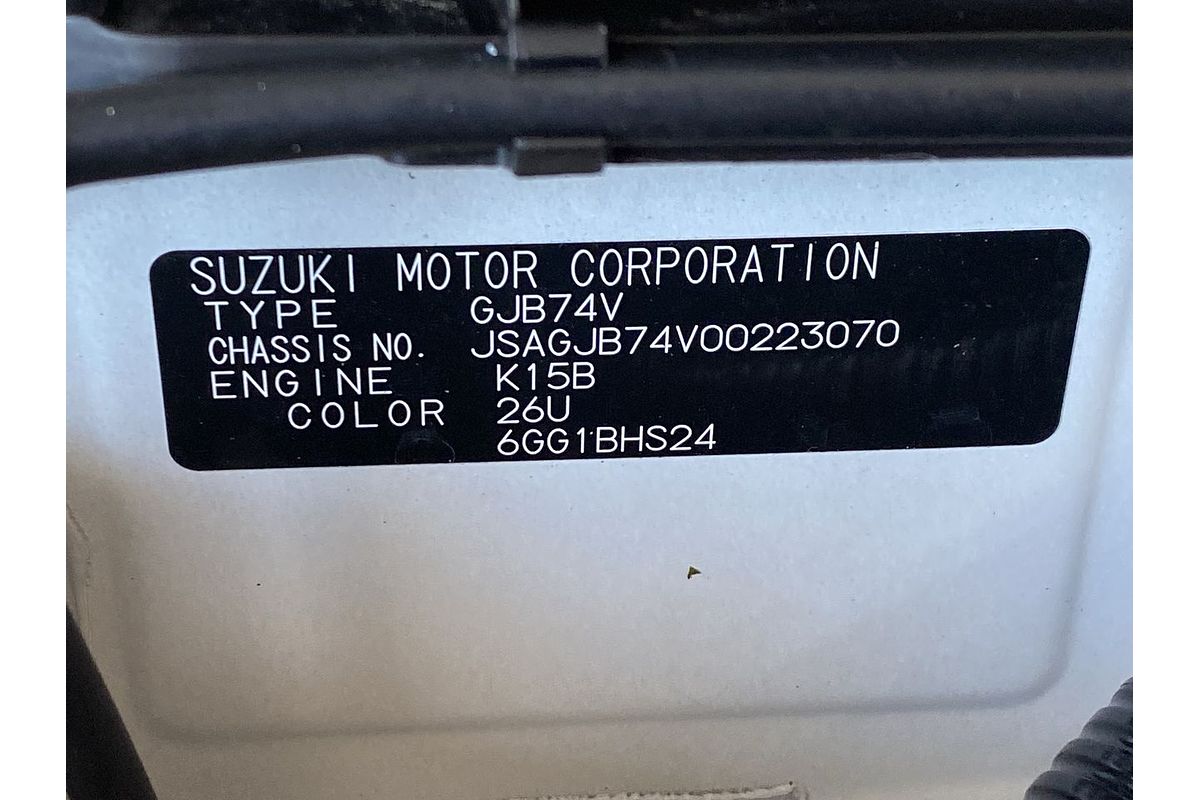 SUZUKI MOTOR CORPORATION
TYPE GJB74V
CHASSIS NO. JSAGJB74V00223070
ENGINE K15B
COLOR 26U
6GG1BHS24